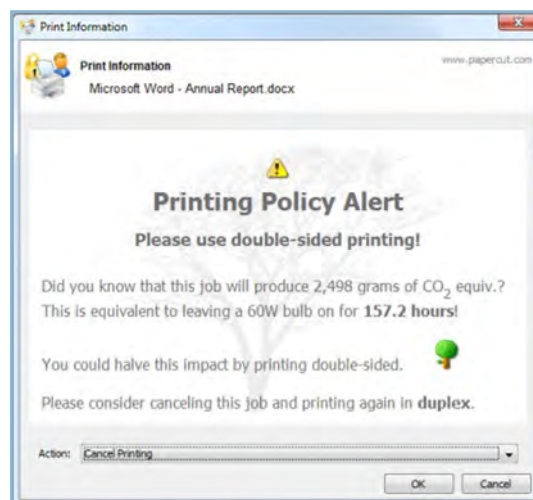 Print Information
Print Information
www.papercut.com
Microsoft Word - Annual Report.docx
Printing Policy Alert
Please use double-sided printing!
Did you know that this job will produce 2,498 grams of CO₂ equiv.?
This is equivalent to leaving a 60W bulb on for 157.2 hours!
You could halve this impact by printing double-sided.
Please consider canceling this job and printing again in duplex.
Action: Cancel Printing
OK Cancel